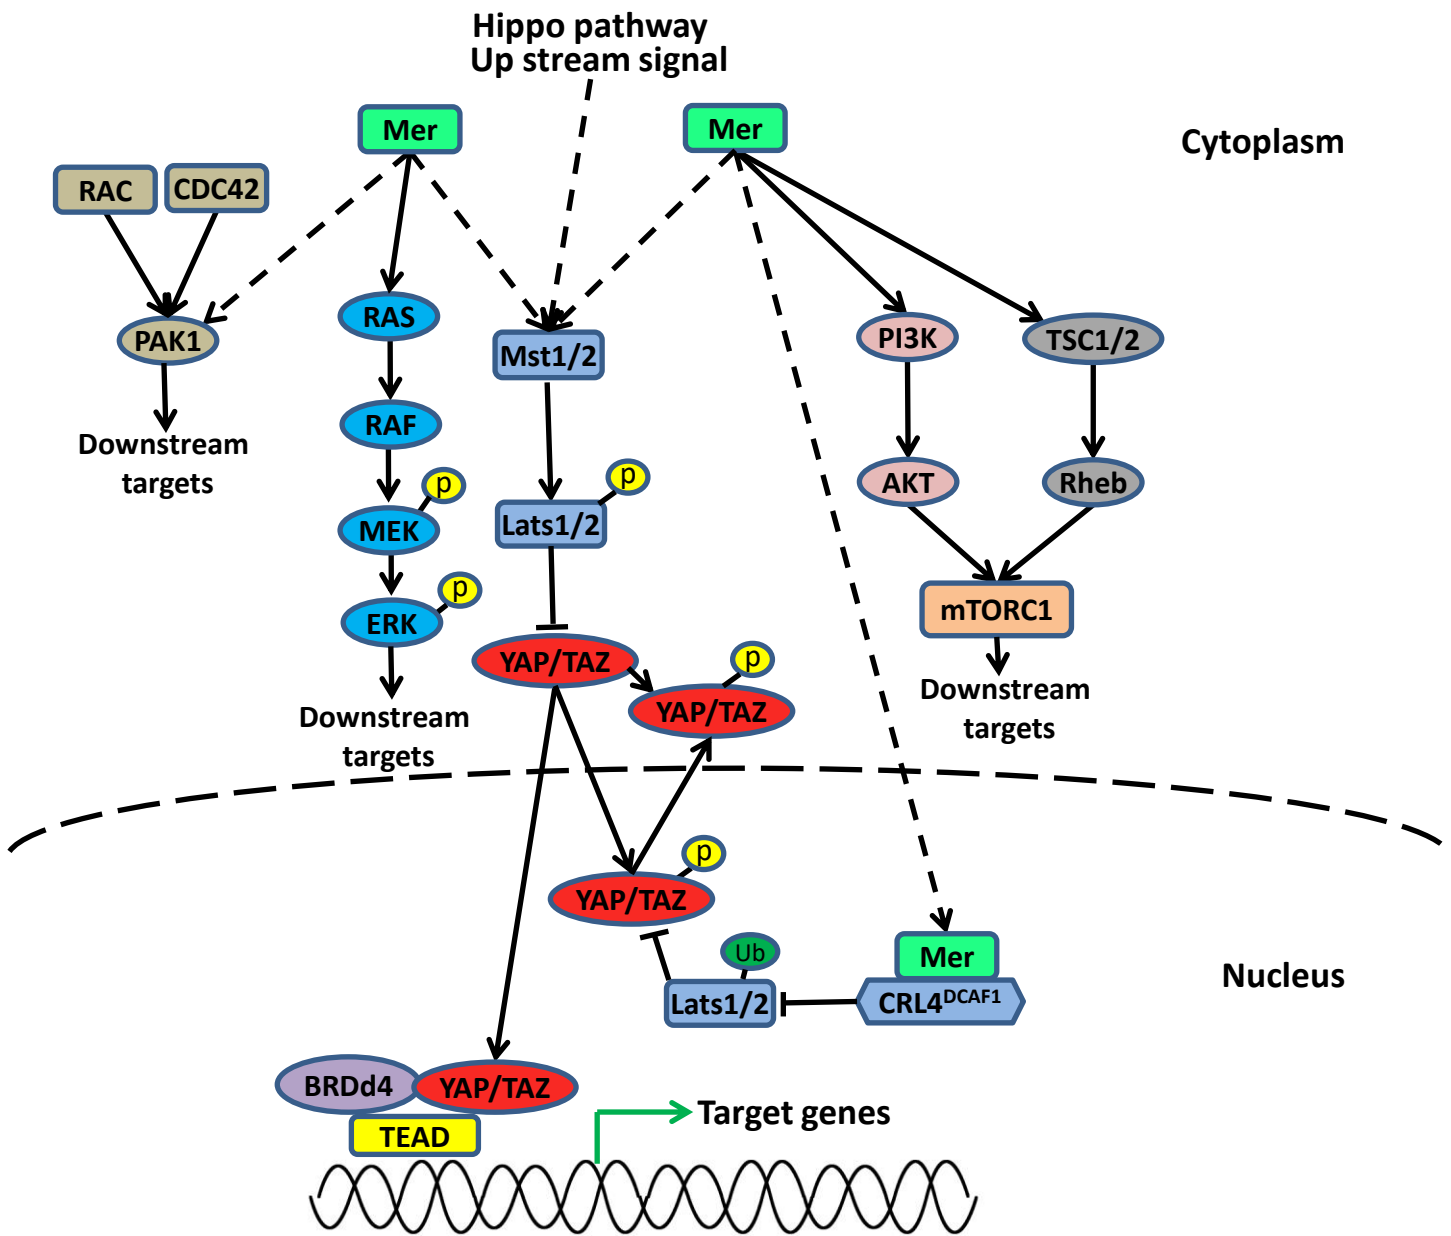 Hippo pathway
Up stream signal
Mer
Mer
Cytoplasm
RAC
CDC42
RAS
PAK1
Mst1/2
PI3K
TSC1/2
RAF
Downstream
targets
p
p
MEK
Lats1/2
AKT
Rheb
p
ERK
mTORC1
YAP/TAZ
p
YAP/TAZ
Downstream
targets
Downstream
targets
p
YAP/TAZ
Ub
Mer
Lats1/2
CRL4DCAF1
Nucleus
BRDd4
YAP/TAZ
TEAD
Target genes